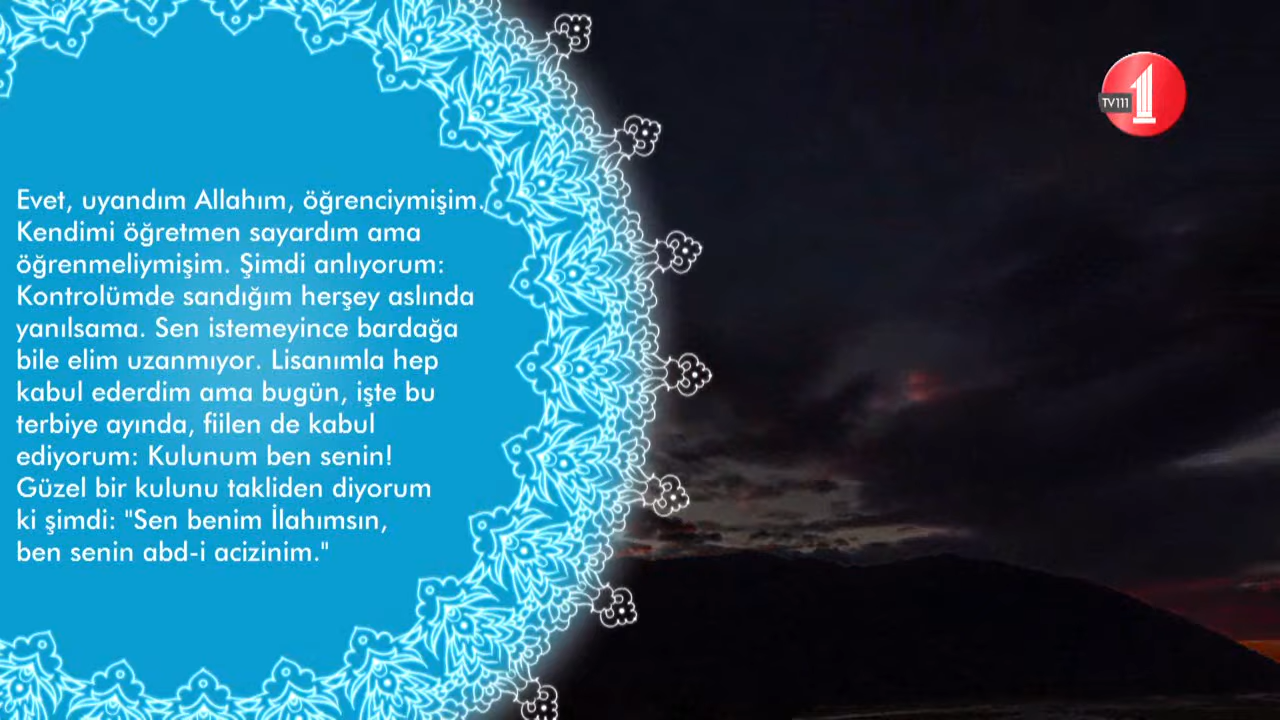 Evet, uyandım Allahım, öğrenciymişim.
Kendimi öğretmen sayardım ama
öğrenmeliymişim. Şimdi anlıyorum:
Kontrolümde sandığım herşey aslında
yanılsama. Sen istemeyince bardağa
bile elim uzanmıyor. Lisanımla hep
kabul ederdim ama bugün, işte bu
terbiye ayında, fiilen de kabul
ediyorum: Kulunum ben senin!
Güzel bir kulunu takliden diyorum
ki şimdi: "Sen benim İlahımsın,
ben senin abd-i acizinim."
TV111
1